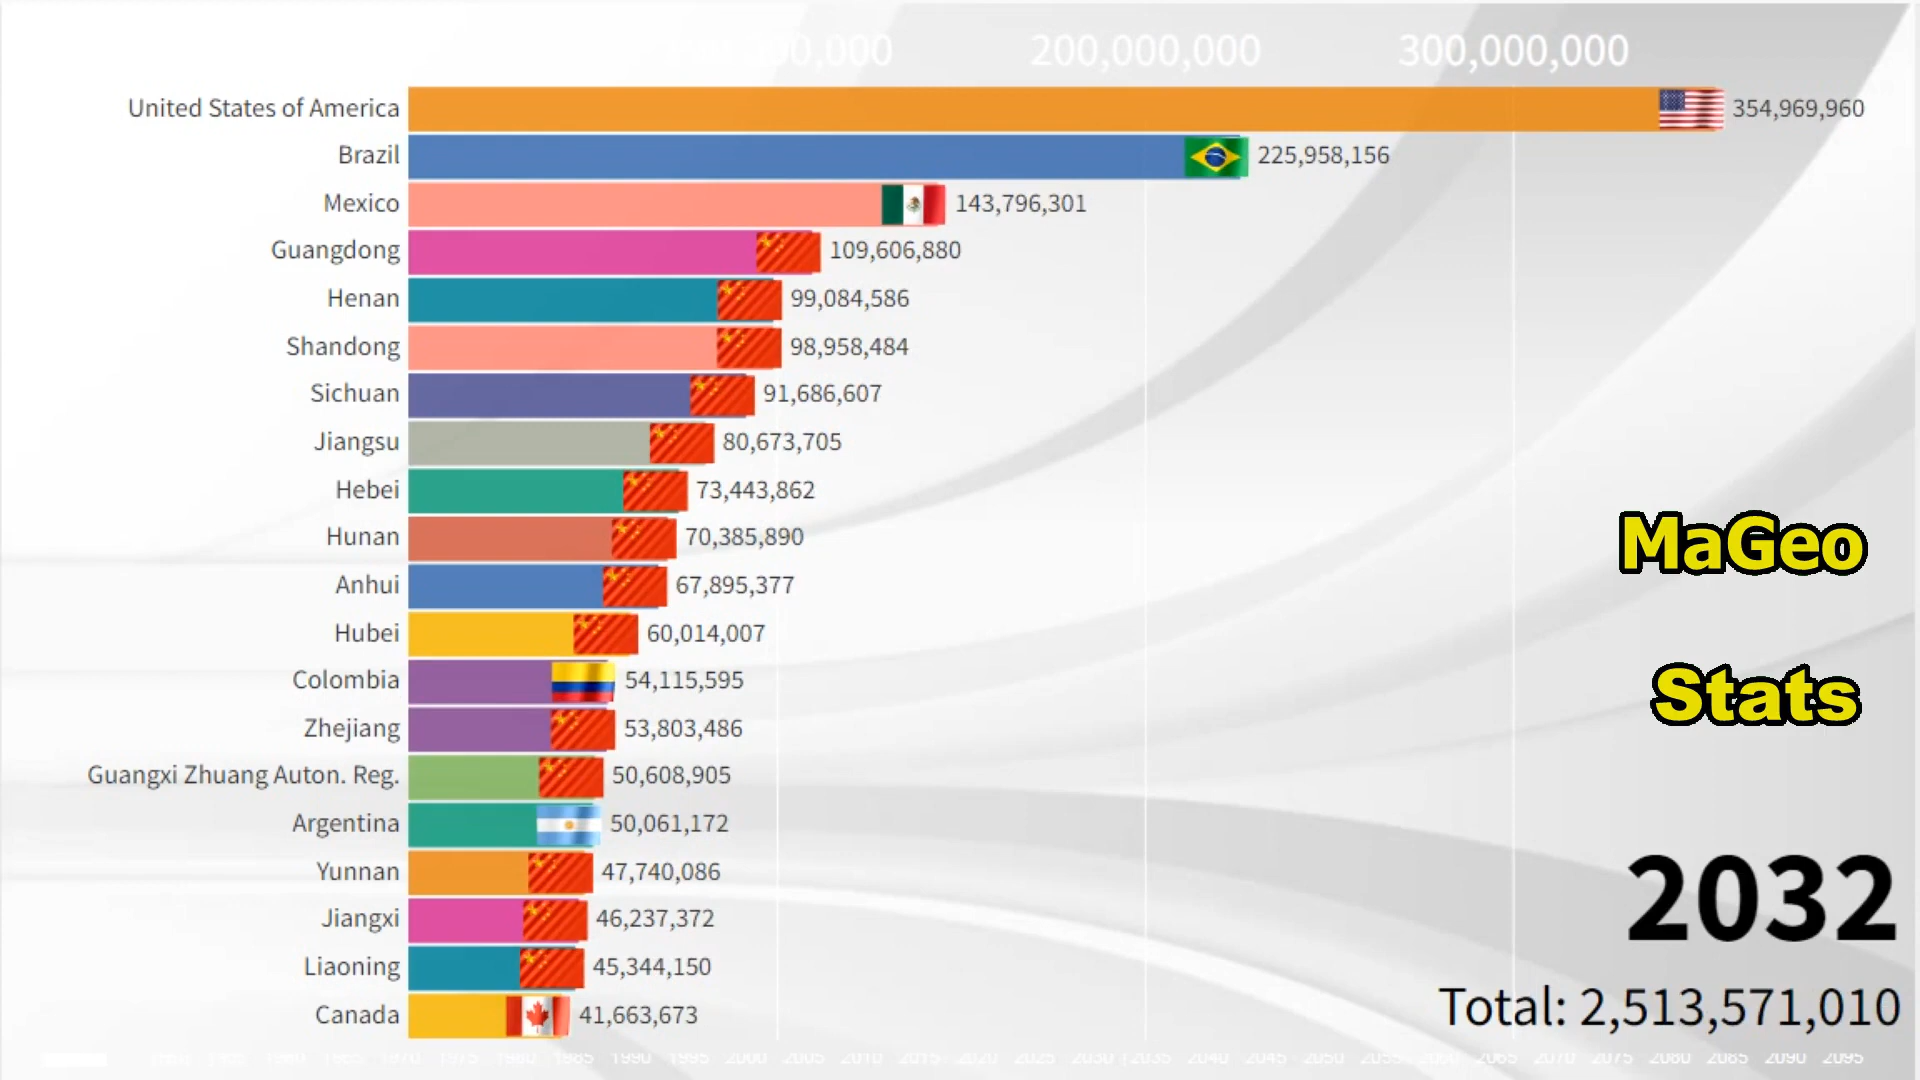 200,000,000 300,000,000
United States of America 354,969,960
Brazil 225,958,156
Mexico 143,796,301
Guangdong 109,606,880
Henan 99,084,586
Shandong 98,958,484
Sichuan 91,686,607
Jiangsu 80,673,705
Hebei 73,443,862
Hunan 70,385,890
MaGeo
Anhui 67,895,377
Hubei 60,014,007
Colombia 54,115,595
Stats
Zhejiang 53,803,486
Guangxi Zhuang Auton. Reg. 50,608,905
Argentina 50,061,172
Yunnan 47,740,086
2032
Jiangxi 46,237,372
Liaoning 45,344,150
Total: 2,513,571,010
Canada 41,663,673